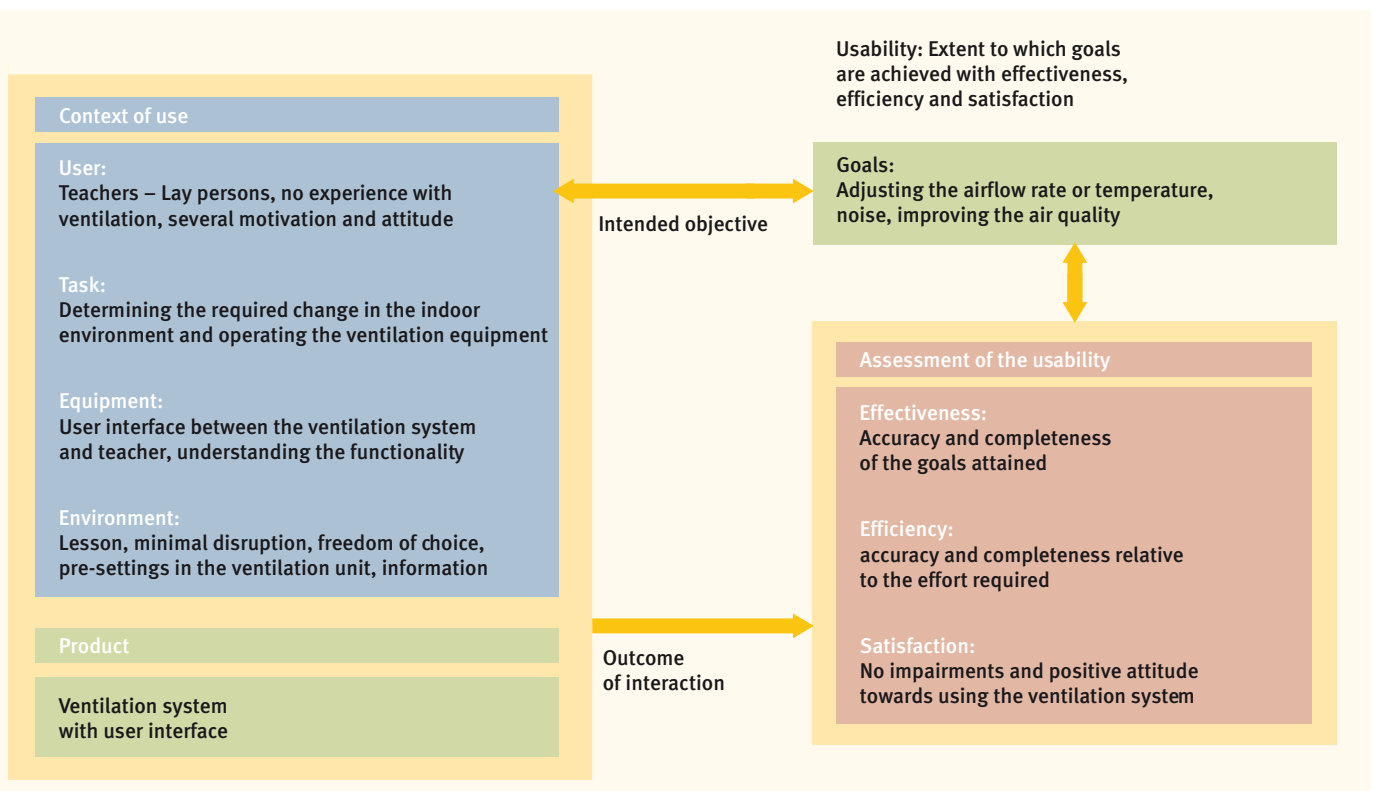 Context of use
User:
Teachers – Lay persons, no experience with
ventilation, several motivation and attitude
Task:
Determining the required change in the indoor
environment and operating the ventilation equipment
Equipment:
User interface between the ventilation system
and teacher, understanding the functionality
Environment:
Lesson, minimal disruption, freedom of choice,
pre-settings in the ventilation unit, information
Product
Ventilation system
with user interface
Intended objective
Outcome
of interaction
Usability: Extent to which goals
are achieved with effectiveness,
efficiency and satisfaction
Goals:
Adjusting the airflow rate or temperature,
noise, improving the air quality
Assessment of the usability
Effectiveness:
Accuracy and completeness
of the goals attained
Efficiency:
accuracy and completeness relative
to the effort required
Satisfaction:
No impairments and positive attitude
towards using the ventilation system